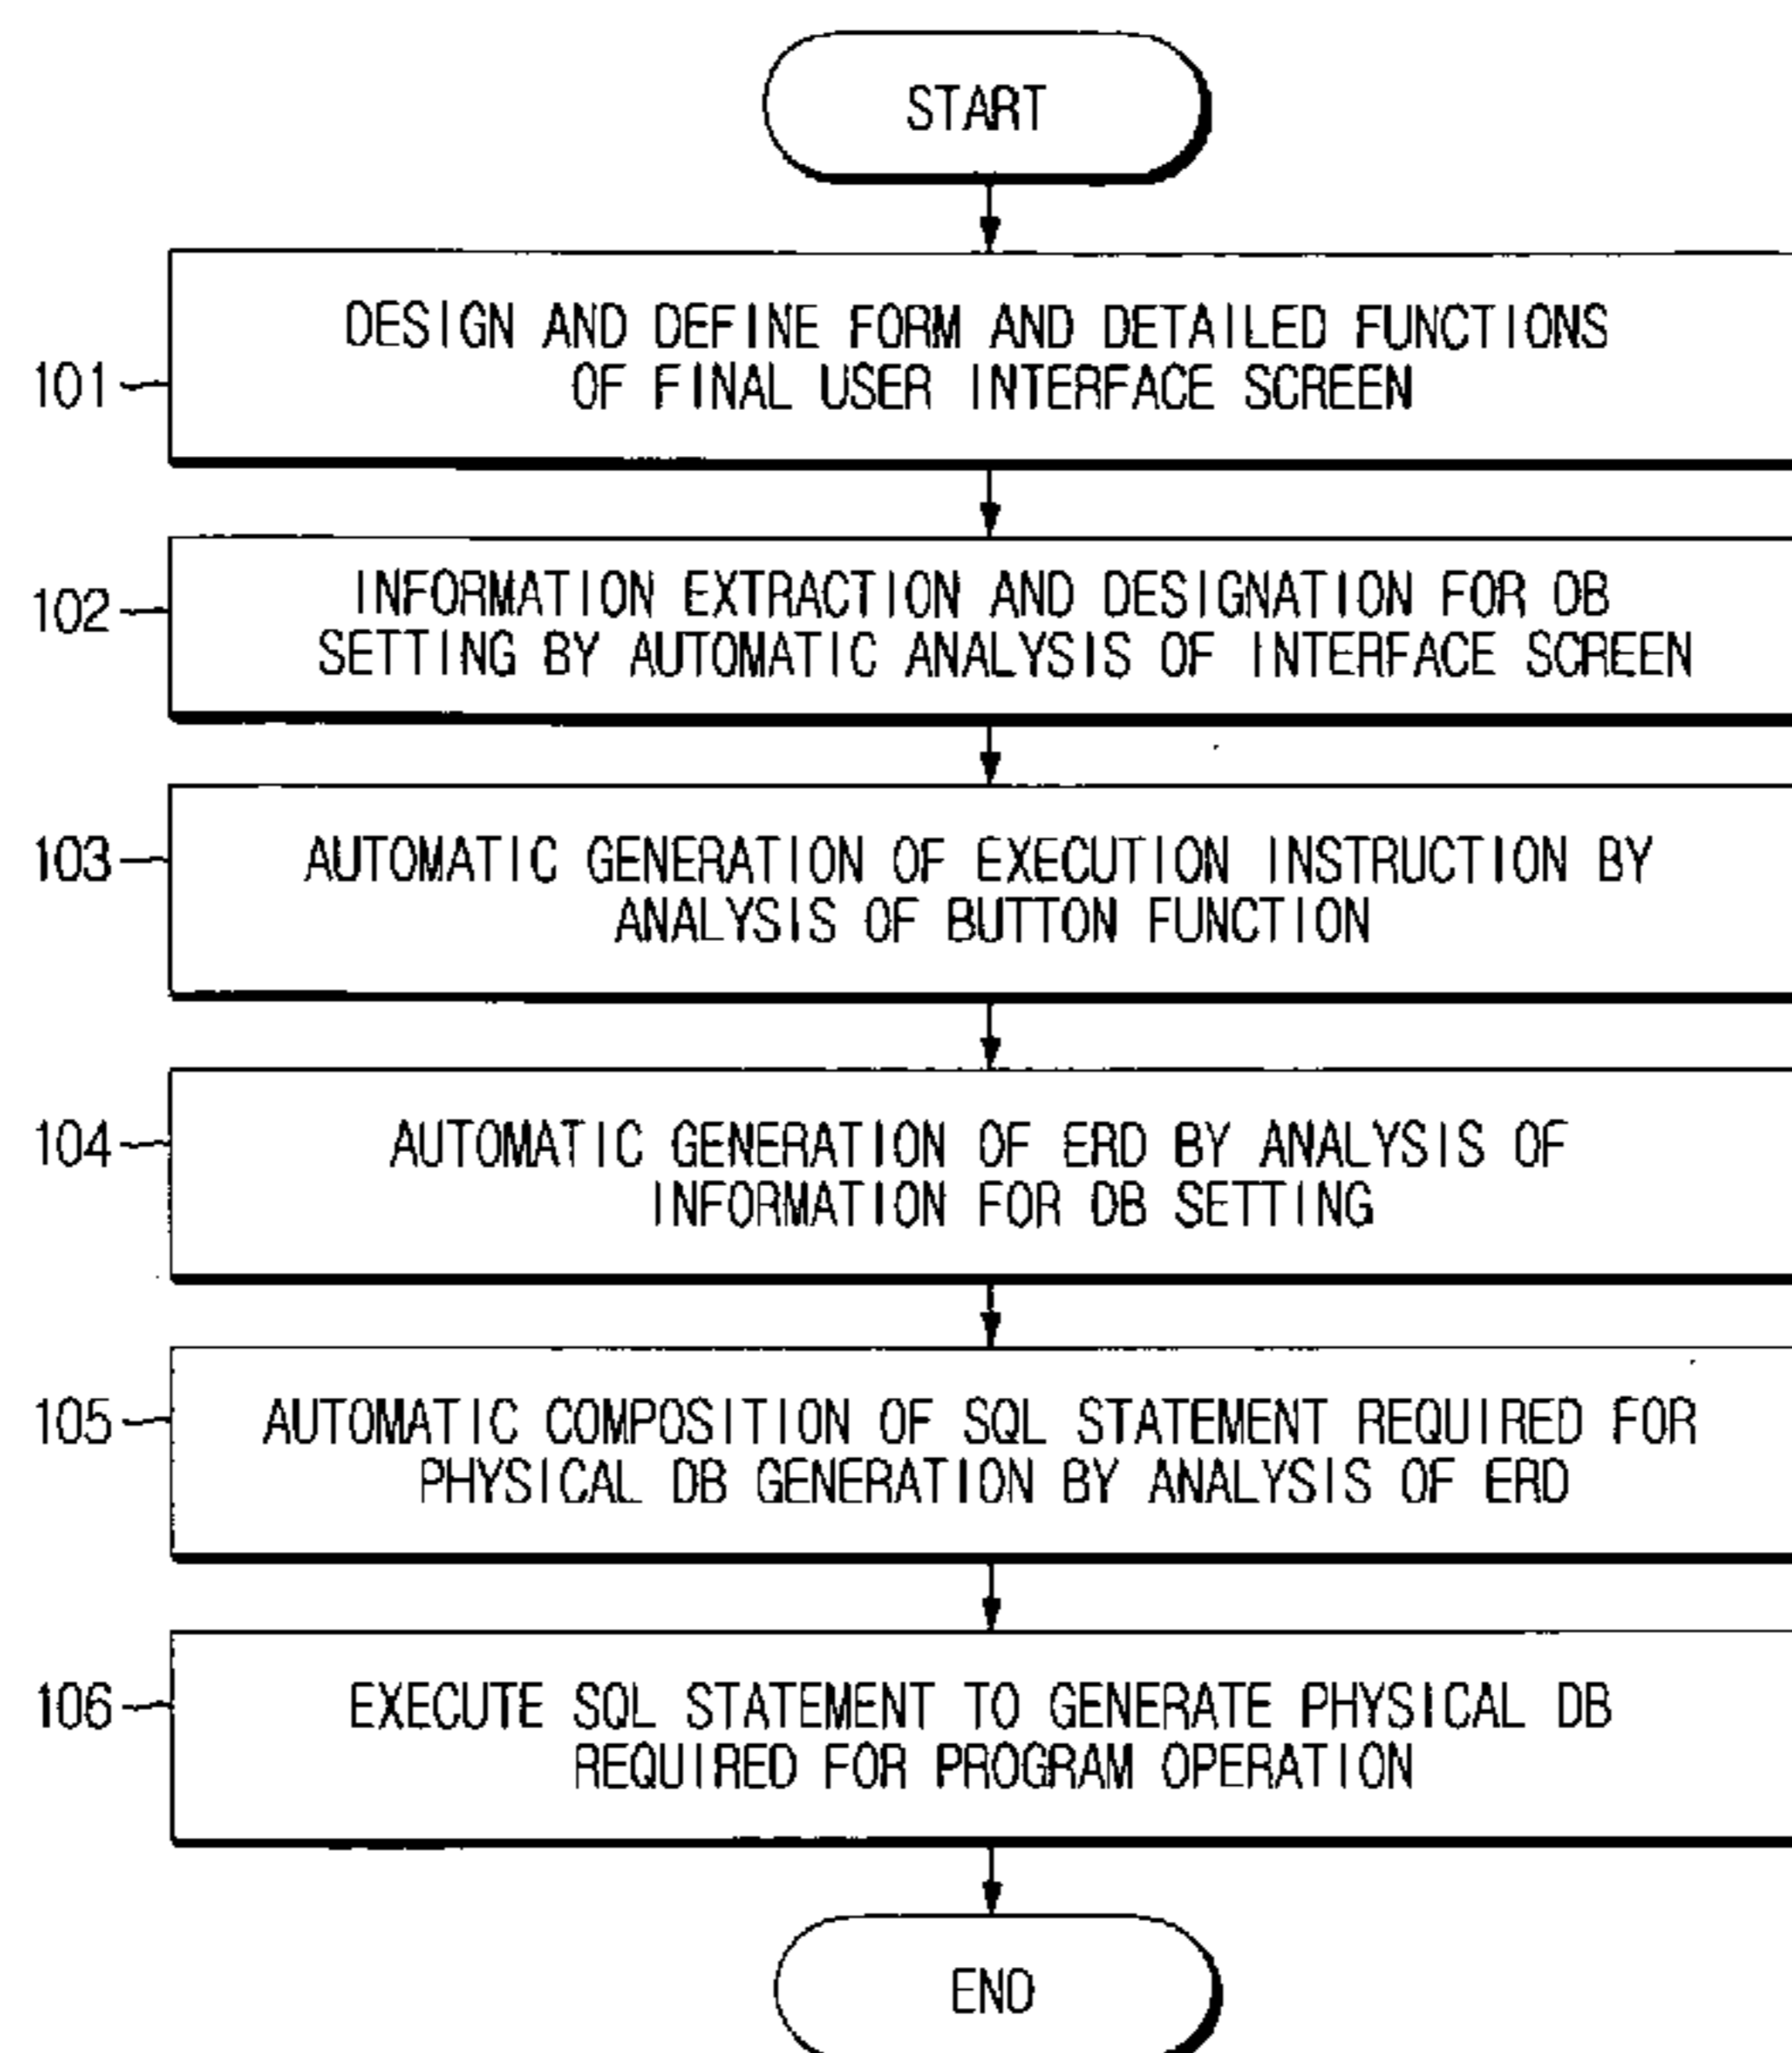 START
DESIGN AND DEFINE FORM AND DETAILED FUNCTIONS
OF FINAL USER INTERFACE SCREEN
101
INFORMATION EXTRACTION AND DESIGNATION FOR DB
SETTING BY AUTOMATIC ANALYSIS OF INTERFACE SCREEN
102
AUTOMATIC GENERATION OF EXECUTION INSTRUCTION BY
ANALYSIS OF BUTTON FUNCTION
103
AUTOMATIC GENERATION OF ERD BY ANALYSIS OF
INFORMATION FOR DB SETTING
104
AUTOMATIC COMPOSITION OF SQL STATEMENT REQUIRED FOR
PHYSICAL DB GENERATION BY ANALYSIS OF ERD
105
EXECUTE SQL STATEMENT TO GENERATE PHYSICAL DB
REQUIRED FOR PROGRAM OPERATION
106
END